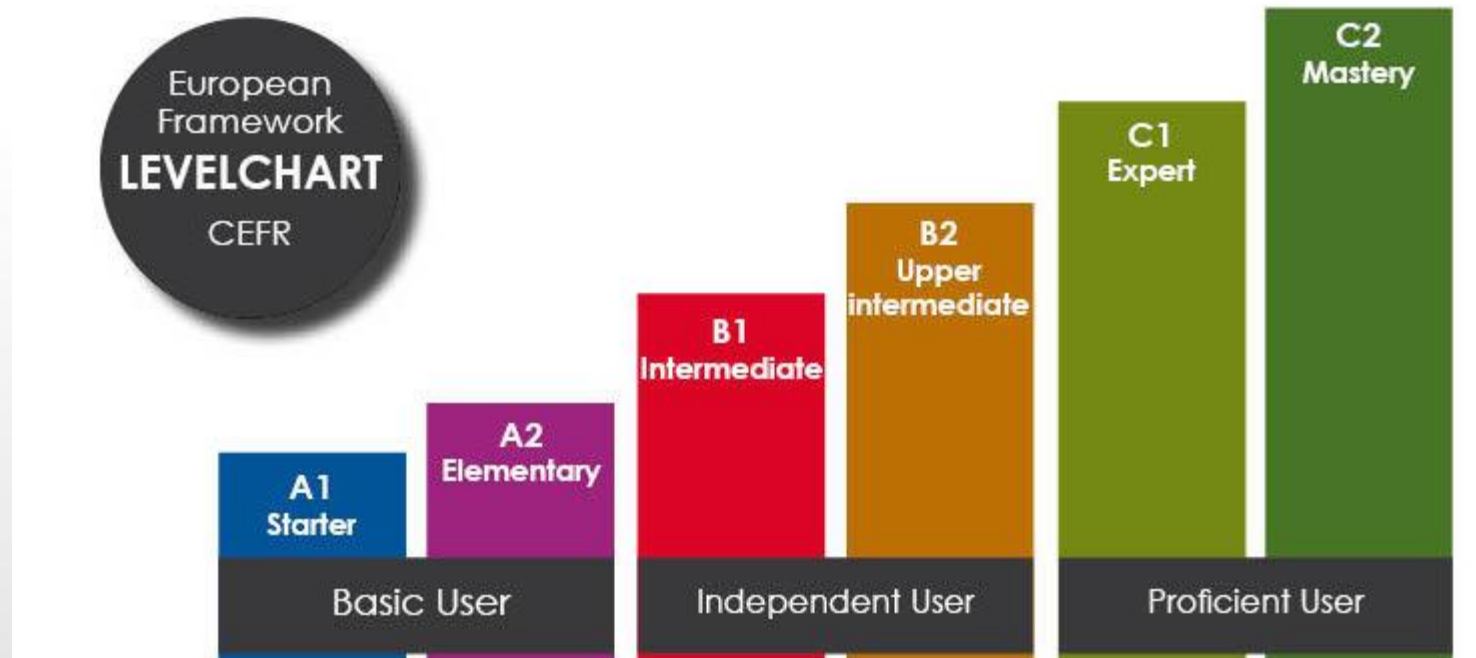 European
Framework
LEVELCHART
CEFR
A1
Starter
A2
Elementary
B1
Intermediate
B2
Upper
intermediate
C1
Expert
C2
Mastery
Basic User
Independent User
Proficient User